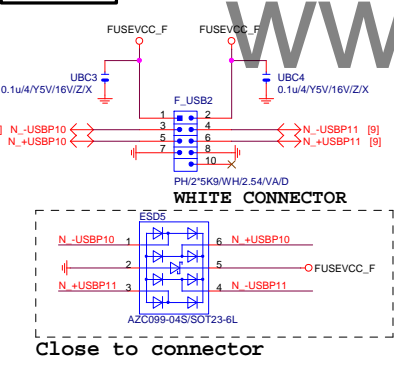 WW
FUSEVCC_F FUSEVCC_F
UBC3 UBC4
0.1u/4/Y5V/16V/Z/X 0.1u/4/Y5V/16V/Z/X
F_USB2
1 2
N_-USBP10 3 4 N_-USBP11 [9]
N_+USBP10 5 6 N_+USBP11 [9]
7 8
10
PH/2*5K9/WH/2.54/VA/D
WHITE CONNECTOR
ESD5
N_-USBP10 1 6 N_+USBP10
2 5 FUSEVCC_F
N_+USBP11 3 4 N_-USBP11
AZC099-04S/SOT23-6L
Close to connector